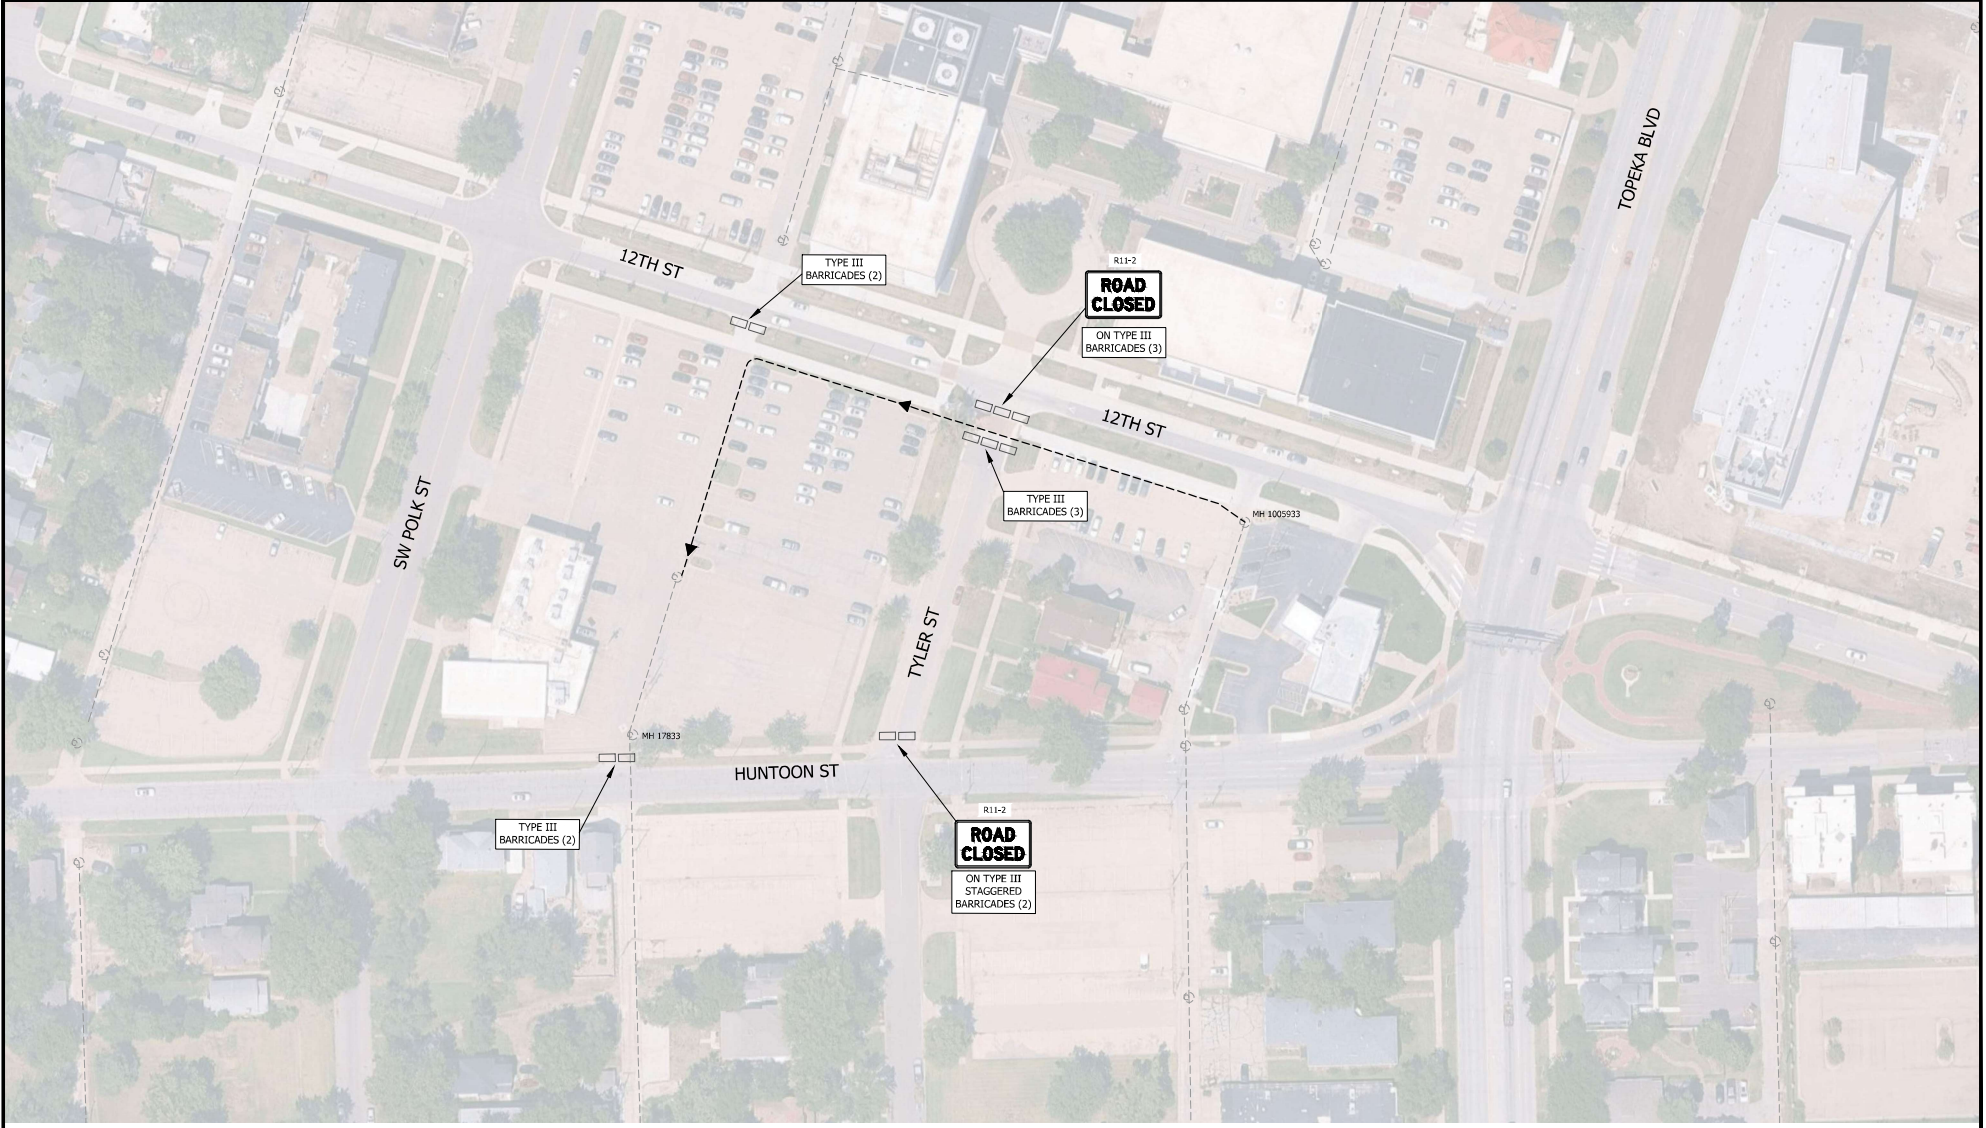 TOPEKA BLVD
12TH ST
TYPE III
BARRICADES (2)
R11-2
ROAD
CLOSED
ON TYPE III
BARRICADES (3)
12TH ST
TYPE III
BARRICADES (3)
MH 1005933
SW POLK ST
TYLER ST
MH 17833
HUNTOON ST
TYPE III
BARRICADES (2)
R11-2
ROAD
CLOSED
ON TYPE III
STAGGERED
BARRICADES (2)